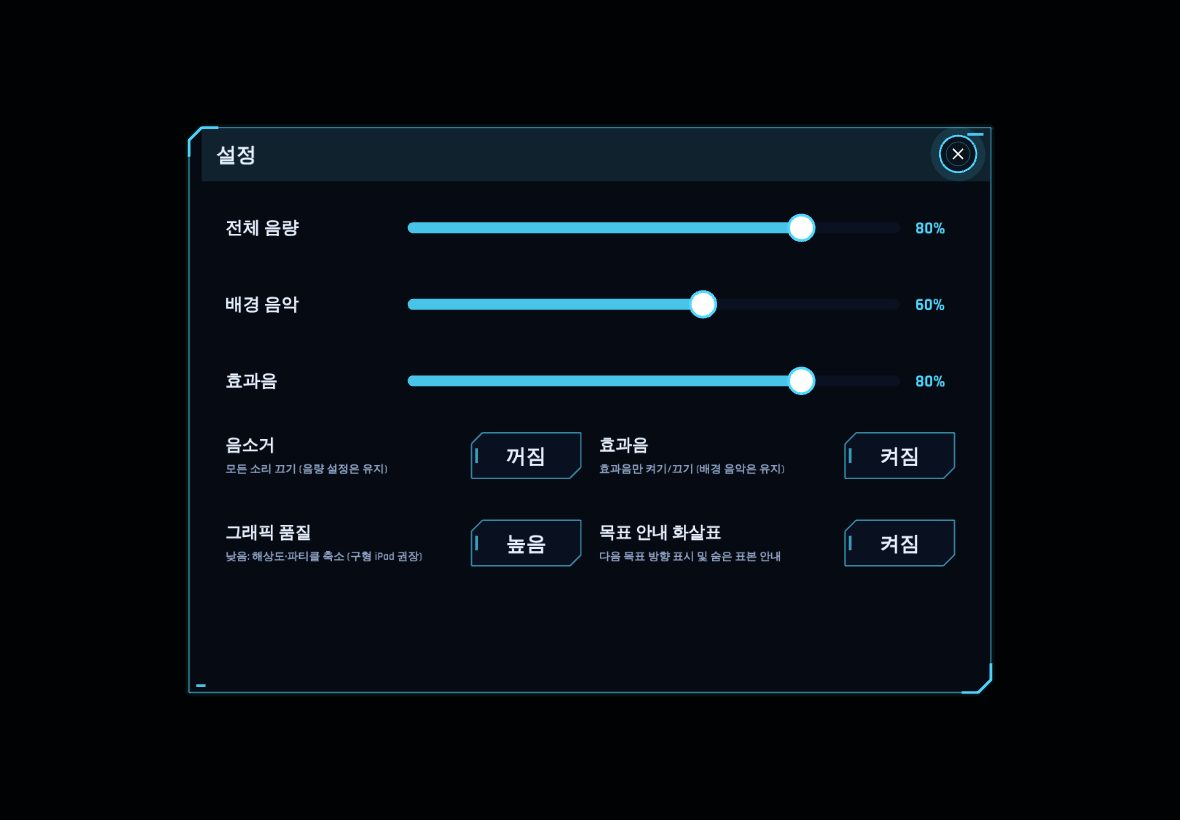 설정
전체 음량 80%
배경 음악 60%
효과음 80%
음소거
모든 소리 끄기 (음량 설정은 유지)
꺼짐
효과음
효과음만 켜기/끄기 (배경 음악은 유지)
켜짐
그래픽 품질
낮음: 해상도·파티클 축소 (구형 iPad 권장)
높음
목표 안내 화살표
다음 목표 방향 표시 및 숨은 표본 안내
켜짐